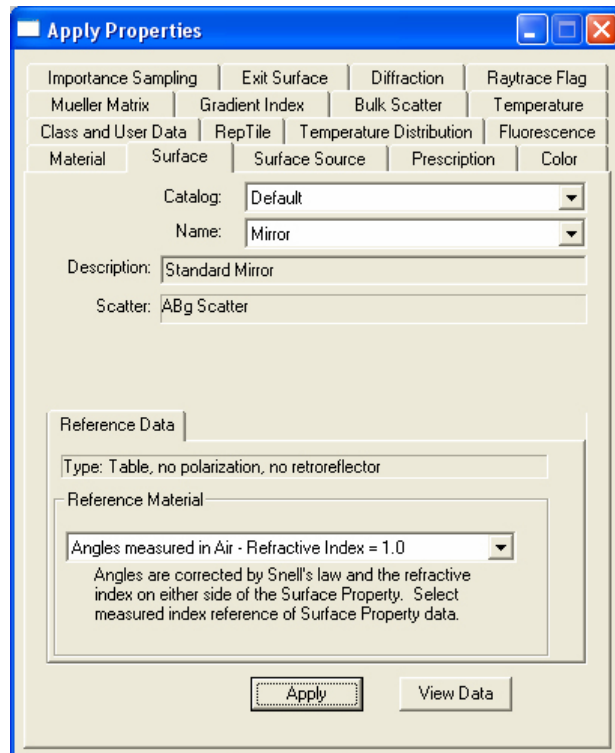 Apply Properties
Importance Sampling Exit Surface Diffraction Raytrace Flag
Mueller Matrix Gradient Index Bulk Scatter Temperature
Class and User Data RepTile Temperature Distribution Fluorescence
Material Surface Surface Source Prescription Color
Catalog: Default
Name: Mirror
Description: Standard Mirror
Scatter: ABg Scatter
Reference Data
Type: Table, no polarization, no retroreflector
Reference Material
Angles measured in Air - Refractive Index = 1.0
Angles are corrected by Snell's law and the refractive
index on either side of the Surface Property. Select
measured index reference of Surface Property data.
Apply View Data